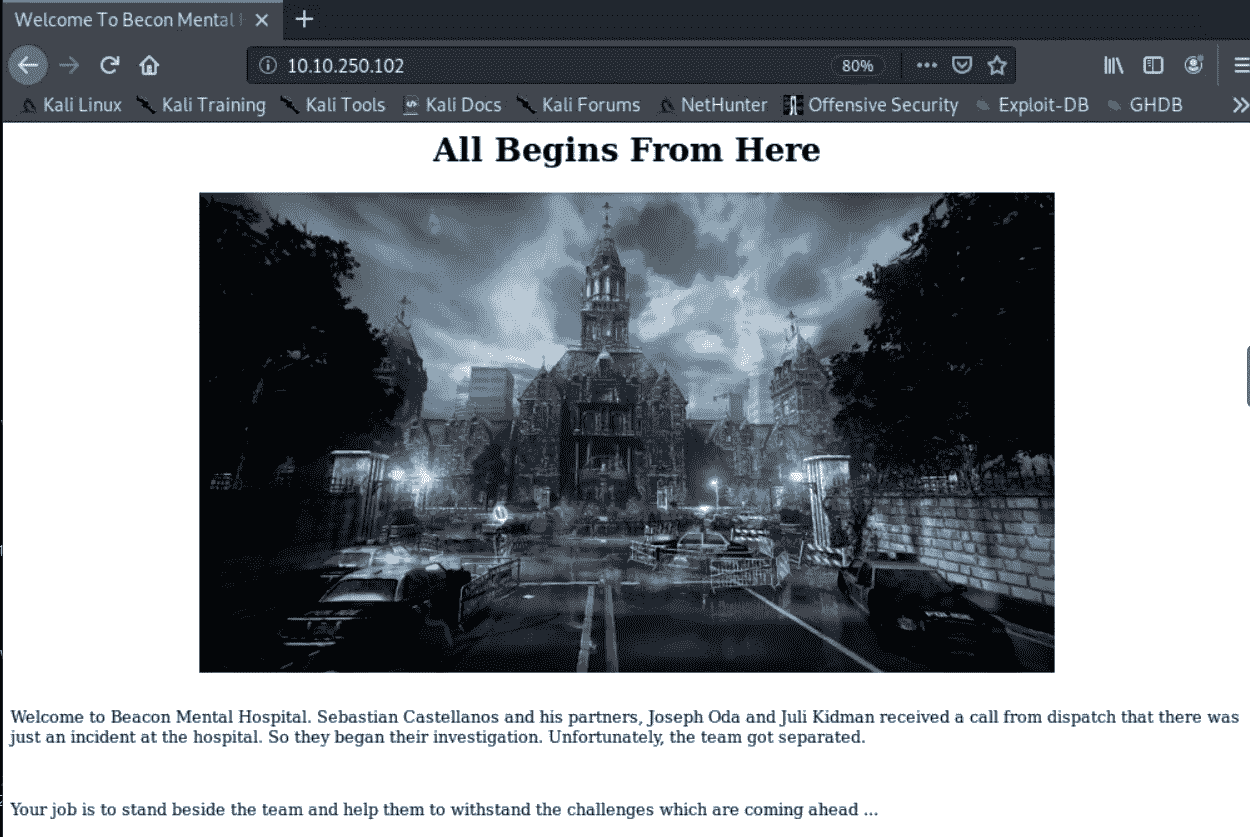 Welcome To Becon Mental
10.10.250.102
80%
Kali Linux Kali Training Kali Tools Kali Docs Kali Forums NetHunter Offensive Security Exploit-DB GHDB
All Begins From Here
Welcome to Beacon Mental Hospital. Sebastian Castellanos and his partners, Joseph Oda and Juli Kidman received a call from dispatch that there was
just an incident at the hospital. So they began their investigation. Unfortunately, the team got separated.
Your job is to stand beside the team and help them to withstand the challenges which are coming ahead ...